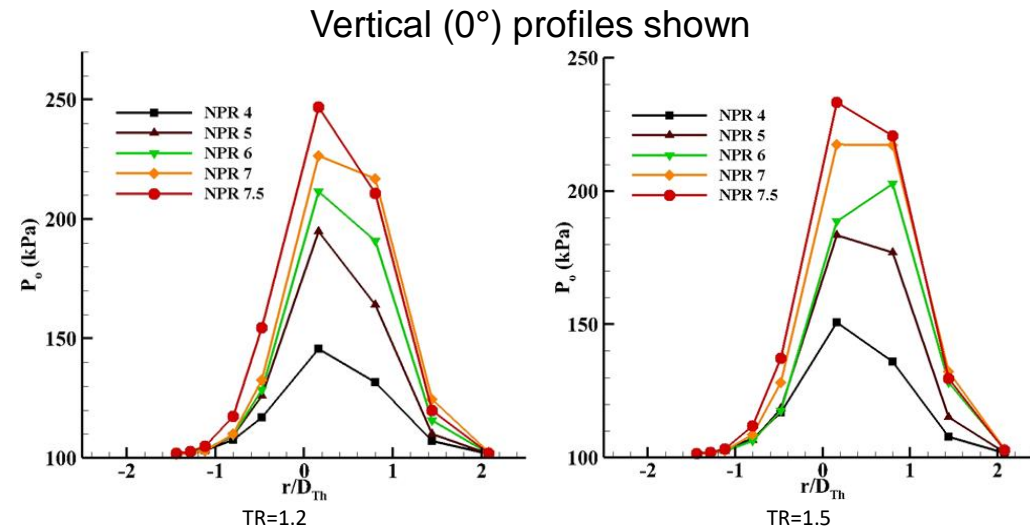 Vertical (0°) profiles shown
250
200
150
100
P_o (kPa)
NPR 4
NPR 5
NPR 6
NPR 7
NPR 7.5
-2
-1
0
1
2
r/D_Th
TR=1.2
250
200
150
100
P_o (kPa)
NPR 4
NPR 5
NPR 6
NPR 7
NPR 7.5
-2
-1
0
1
2
r/D_Th
TR=1.5